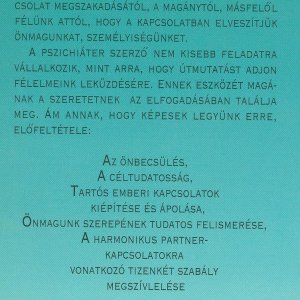 CSOLAT MEGSZAKADÁSÁTÓL, A MAGÁNYTÓL, MÁSFELŐL
FÉLÜNK ATTÓL, HOGY A KAPCSOLATBAN ELVESZÍTJÜK
ÖNMAGUNKAT, SZEMÉLYISÉGÜNKET.
A PSZICHIÁTER SZERZŐ NEM KISEBB FELADATRA
VÁLLALKOZIK, MINT ARRA, HOGY ÚTMUTATÁST ADJON
FÉLELMEINK LEKÜZDÉSÉRE. ENNEK ESZKÖZÉT MAGÁ-
NAK A SZERETETNEK AZ ELFOGADÁSÁBAN TALÁLJA
MEG. ÁM ANNAK, HOGY KÉPESEK LEGYÜNK ERRE,
ELŐFELTÉTELE:
AZ ÖNBECSÜLÉS,
A CÉLTUDATOSSÁG,
TARTÓS EMBERI KAPCSOLATOK
KIÉPÍTÉSE ÉS ÁPOLÁSA,
ÖNMAGUNK SZEREPÉNEK TUDATOS FELISMERÉSE,
A HARMONIKUS PARTNER-
KAPCSOLATOKRA
VONATKOZÓ TIZENKÉT SZABÁLY
MEGSZÍVLELÉSE